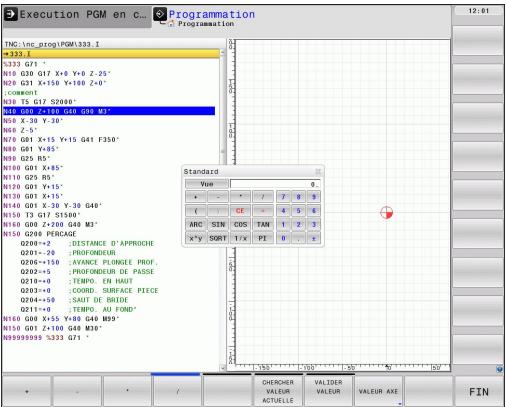 Execution PGM en c...
Programmation
Programmation
12:01
TNC:\nc_prog\PGM\333.I
→333.I
%333 G71 *
N10 G30 G17 X+0 Y+0 Z-25*
N20 G31 X+150 Y+100 Z+0*
;comment
N30 T5 G17 S2000*
N40 G00 Z+100 G40 G90 M3*
N50 X-30 Y-30*
N60 Z-5*
N70 G01 X+15 Y+15 G41 F350*
N80 G01 Y+85*
N90 G25 R5*
N100 G01 X+85*
N110 G25 R5*
N120 G01 Y+15*
N130 G01 X+15*
N140 G01 X-30 Y-30 G40*
N150 T3 G17 S1500*
N160 G00 Z+200 G40 M3*
N150 G200 PERCAGE
Q200=+2 ;DISTANCE D'APPROCHE
Q201=-20 ;PROFONDEUR
Q206=+150 ;AVANCE PLONGEE PROF.
Q202=+5 ;PROFONDEUR DE PASSE
Q210=+0 ;TEMPO. EN HAUT
Q203=+0 ;COORD. SURFACE PIECE
Q204=+50 ;SAUT DE BRIDE
Q211=+0 ;TEMPO. AU FOND*
N160 G00 X+55 Y+80 G40 M99*
N150 G01 Z+100 G40 M30*
N99999999 %333 G71 *
Standard
Vue 0.
+ - * / 7 8 9
( ) CE = 4 5 6
ARC SIN COS TAN 1 2 3
x^y SQRT 1/x PI 0 . ±
-150 -100 -50 0 50
+ - * /
CHERCHER VALEUR ACTUELLE
VALIDER VALEUR
VALEUR AXE
FIN